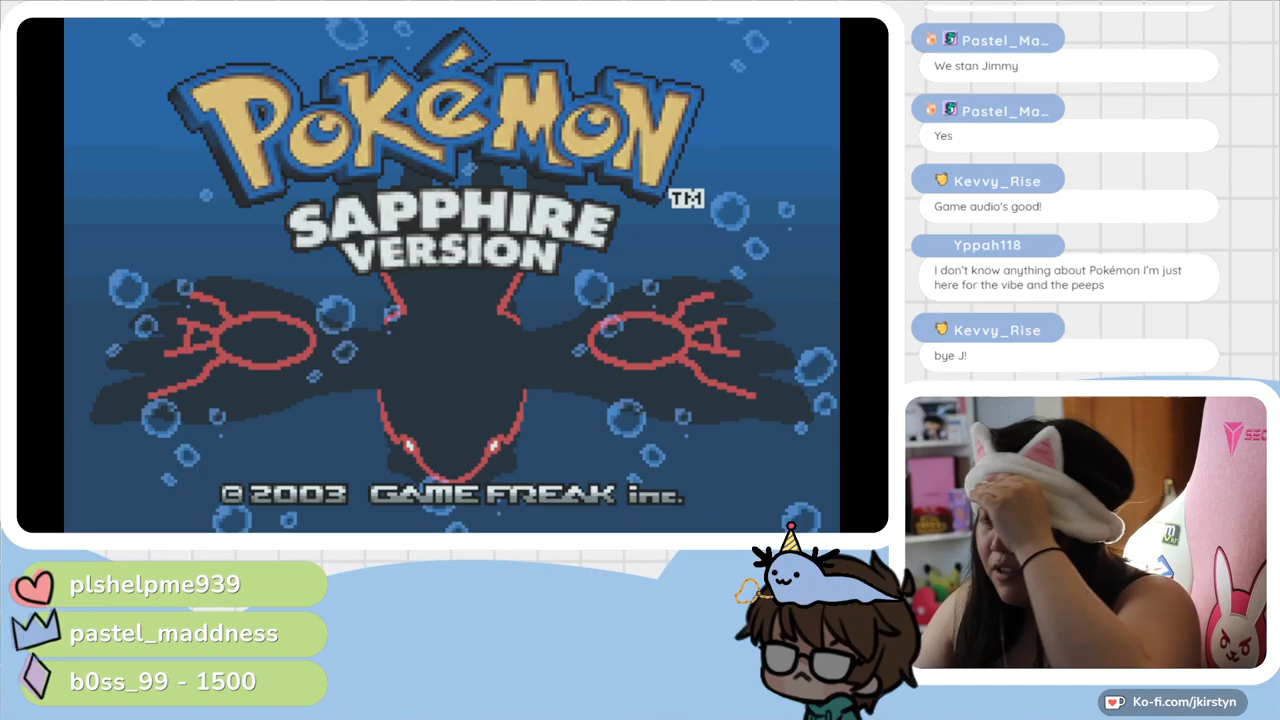 POKéMON
TM
SAPPHIRE
VERSION
© 2003 GAME FREAK inc.
plshelpme939
pastel_maddness
b0ss_99 - 1500
Pastel_Ma...
We stan Jimmy
Pastel_Ma...
Yes
Kevvy_Rise
Game audio's good!
Yppah118
I don't know anything about Pokémon I'm just
here for the vibe and the peeps
Kevvy_Rise
bye J!
Ko-fi.com/jkirstyn